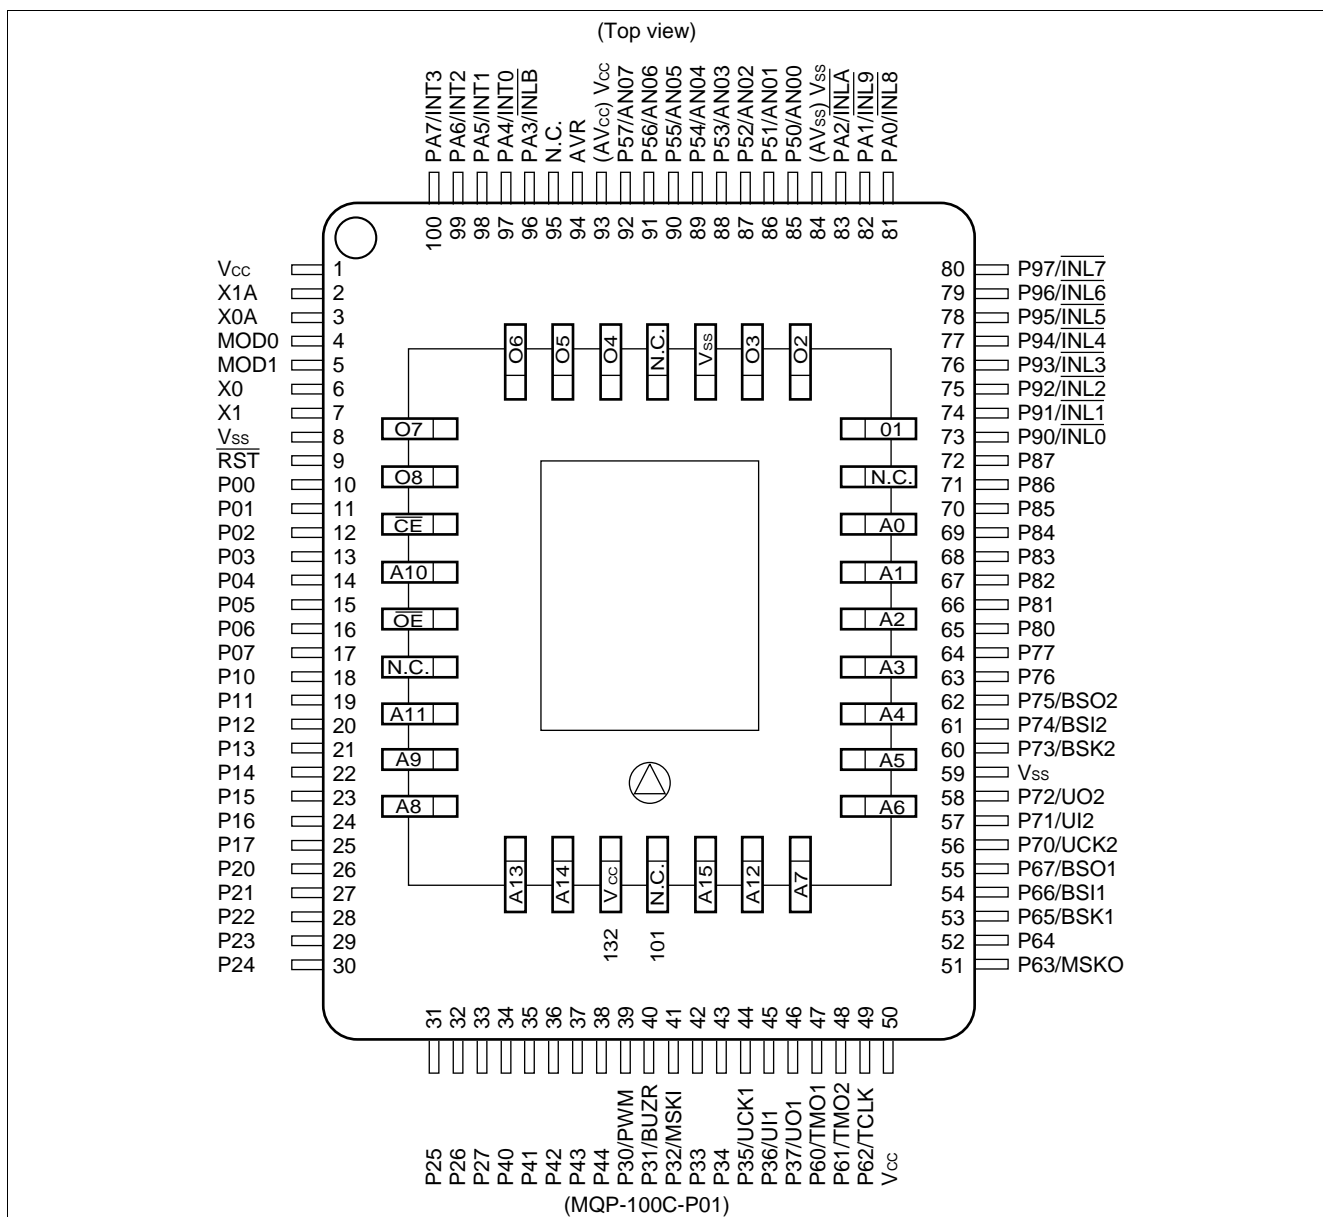 (Top view)
PA7/INT3
PA6/INT2
PA5/INT1
PA4/INT0
PA3/INLB
N.C.
AVR
(AVcc) Vcc
P57/AN07
P56/AN06
P55/AN05
P54/AN04
P53/AN03
P52/AN02
P51/AN01
P50/AN00
(AVss) Vss
PA2/INLA
PA1/INL9
PA0/INL8
100
99
98
97
96
95
94
93
92
91
90
89
88
87
86
85
84
83
82
81
Vcc 1
X1A 2
X0A 3
MOD0 4
MOD1 5
X0 6
X1 7
Vss 8
RST 9
P00 10
P01 11
P02 12
P03 13
P04 14
P05 15
P06 16
P07 17
P10 18
P11 19
P12 20
P13 21
P14 22
P15 23
P16 24
P17 25
P20 26
P21 27
P22 28
P23 29
P24 30
O6
O5
O4
N.C.
Vss
O3
O2
O7
O8
CE
A10
OE
N.C.
A11
A9
A8
01
N.C.
A0
A1
A2
A3
A4
A5
A6
A13
A14
Vcc
N.C.
A15
A12
A7
132
101
80 P97/INL7
79 P96/INL6
78 P95/INL5
77 P94/INL4
76 P93/INL3
75 P92/INL2
74 P91/INL1
73 P90/INL0
72 P87
71 P86
70 P85
69 P84
68 P83
67 P82
66 P81
65 P80
64 P77
63 P76
62 P75/BSO2
61 P74/BSI2
60 P73/BSK2
59 Vss
58 P72/UO2
57 P71/UI2
56 P70/UCK2
55 P67/BSO1
54 P66/BSI1
53 P65/BSK1
52 P64
51 P63/MSKO
31
32
33
34
35
36
37
38
39
40
41
42
43
44
45
46
47
48
49
50
P25
P26
P27
P40
P41
P42
P43
P44
P30/PWM
P31/BUZR
P32/MSKI
P33
P34
P35/UCK1
P36/UI1
P37/UO1
P60/TMO1
P61/TMO2
P62/TCLK
Vcc
(MQP-100C-P01)